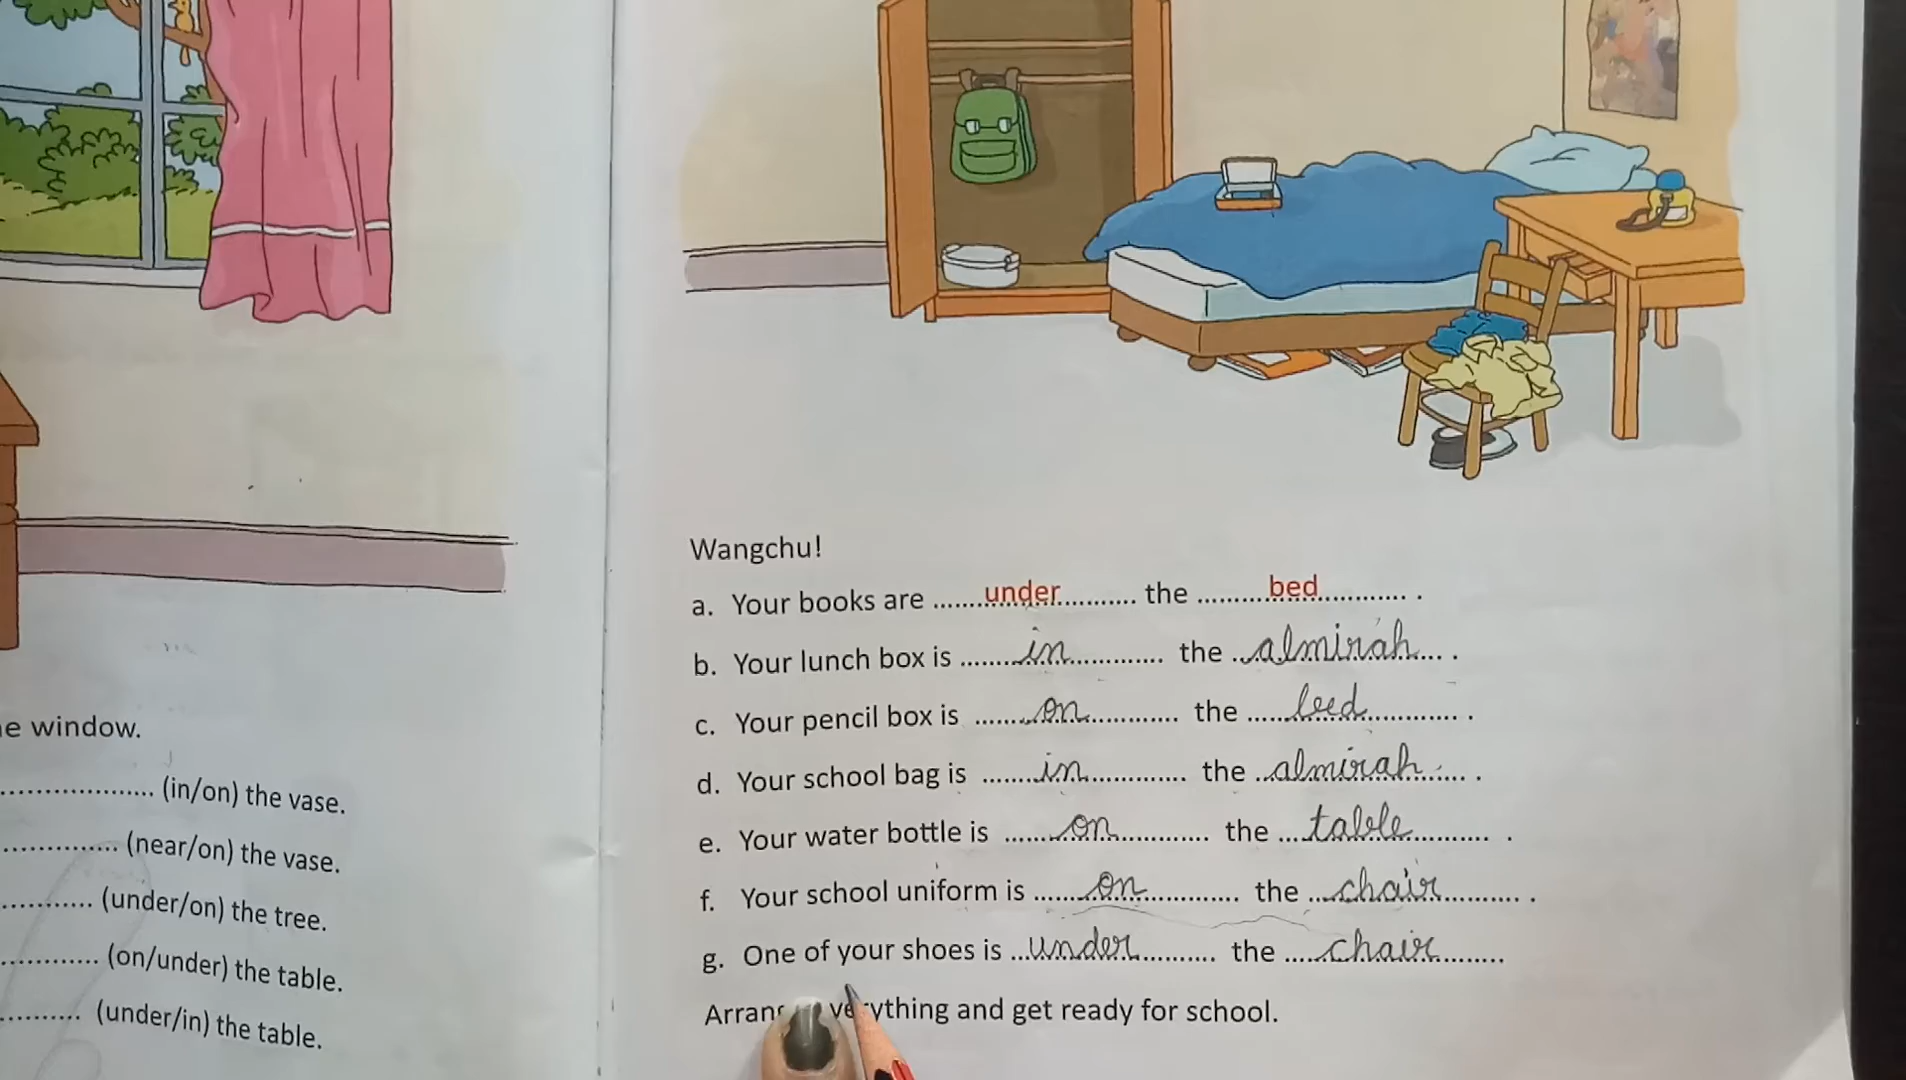 e window.
(in/on) the vase.
(near/on) the vase.
(under/on) the tree.
(on/under) the table.
(under/in) the table.
Wangchu!
a. Your books are ........under........... the .........bed............ .
b. Your lunch box is ........in............. the ..almirah.... .
c. Your pencil box is ........on............. the ......bed............. .
d. Your school bag is ........in............. the ..almirah....... .
e. Your water bottle is ........on............. the ...table............ .
f. Your school uniform is ........on............. the ...chair............ .
g. One of your shoes is ...under........... the .....chair..........
everything and get ready for school.